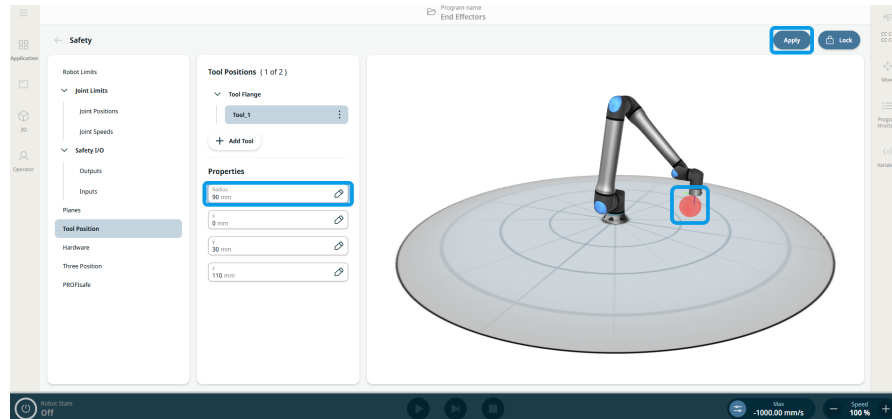 Program name
End Effectors
Safety
Apply
Lock
Application
3D
Operator
Robot Limits
Joint Limits
Joint Positions
Joint Speeds
Safety I/O
Outputs
Inputs
Planes
Tool Position
Hardware
Three Position
PROFIsafe
Tool Positions ( 1 of 2 )
Tool Flange
Tool_1
+ Add Tool
Properties
Radius
90 mm
x
0 mm
y
30 mm
z
110 mm
Robot State
Off
Max
-1000.00 mm/s
Speed
100 %